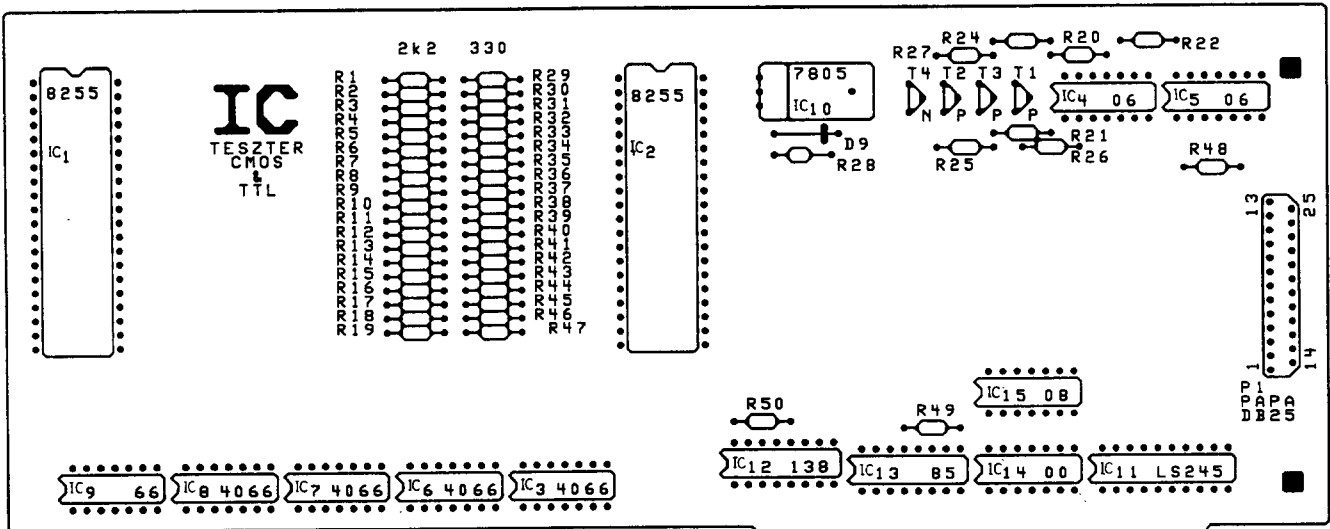 2k2 330
R1
R2
R3
R4
R5
R6
R7
R8
R9
R10
R11
R12
R13
R14
R15
R16
R17
R18
R19
R29
R30
R31
R32
R33
R34
R35
R36
R37
R38
R39
R40
R41
R42
R43
R44
R45
R46
R47
8255
IC1
IC
TESZTER
CMOS
&
TTL
8255
IC2
7805
IC10
D9
R28
R24
R27
R20
R22
T4 T2 T3 T1
N P P P
IC4 06
IC5 06
R21
R25
R26
R48
13 25
1 14
P1
PAPA
DB25
IC15 08
R50
R49
IC12 138
IC13 85
IC14 00
IC11 LS245
IC9 66
IC8 4066
IC7 4066
IC6 4066
IC3 4066